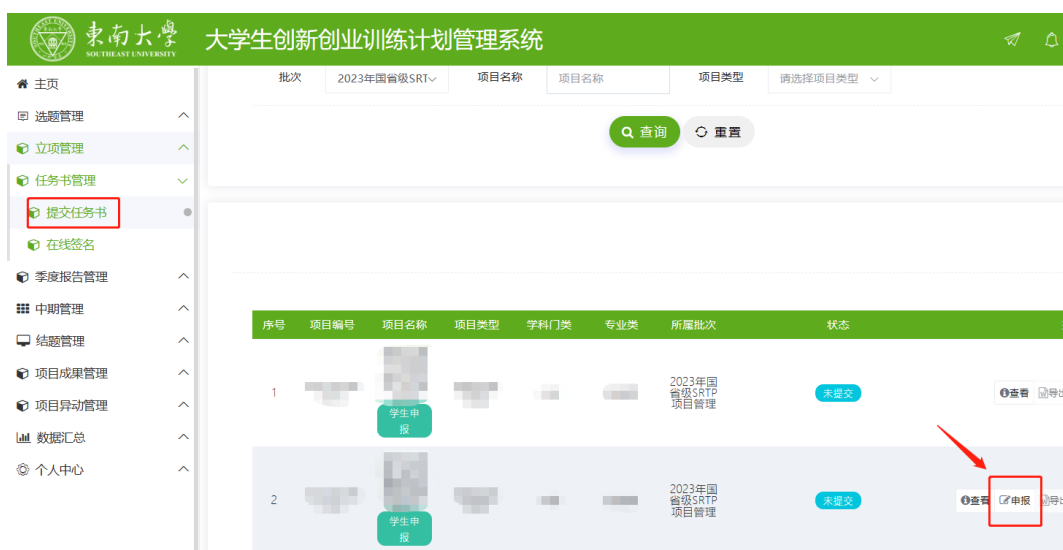 東南大學
SOUTHEAST UNIVERSITY
大学生创新创业训练计划管理系统
主页
选题管理
立项管理
任务书管理
提交任务书
在线签名
季度报告管理
中期管理
结题管理
项目成果管理
项目异动管理
数据汇总
个人中心
批次 2023年国省级SRT 项目名称 项目名称 项目类型 请选择项目类型
查询 重置
序号 项目编号 项目名称 项目类型 学科门类 专业类 所属批次 状态
1
学生申
报
2023年国
省级SRTP
项目管理
未提交
查看 导出
2
学生申
报
2023年国
省级SRTP
项目管理
未提交
查看 申报 导出